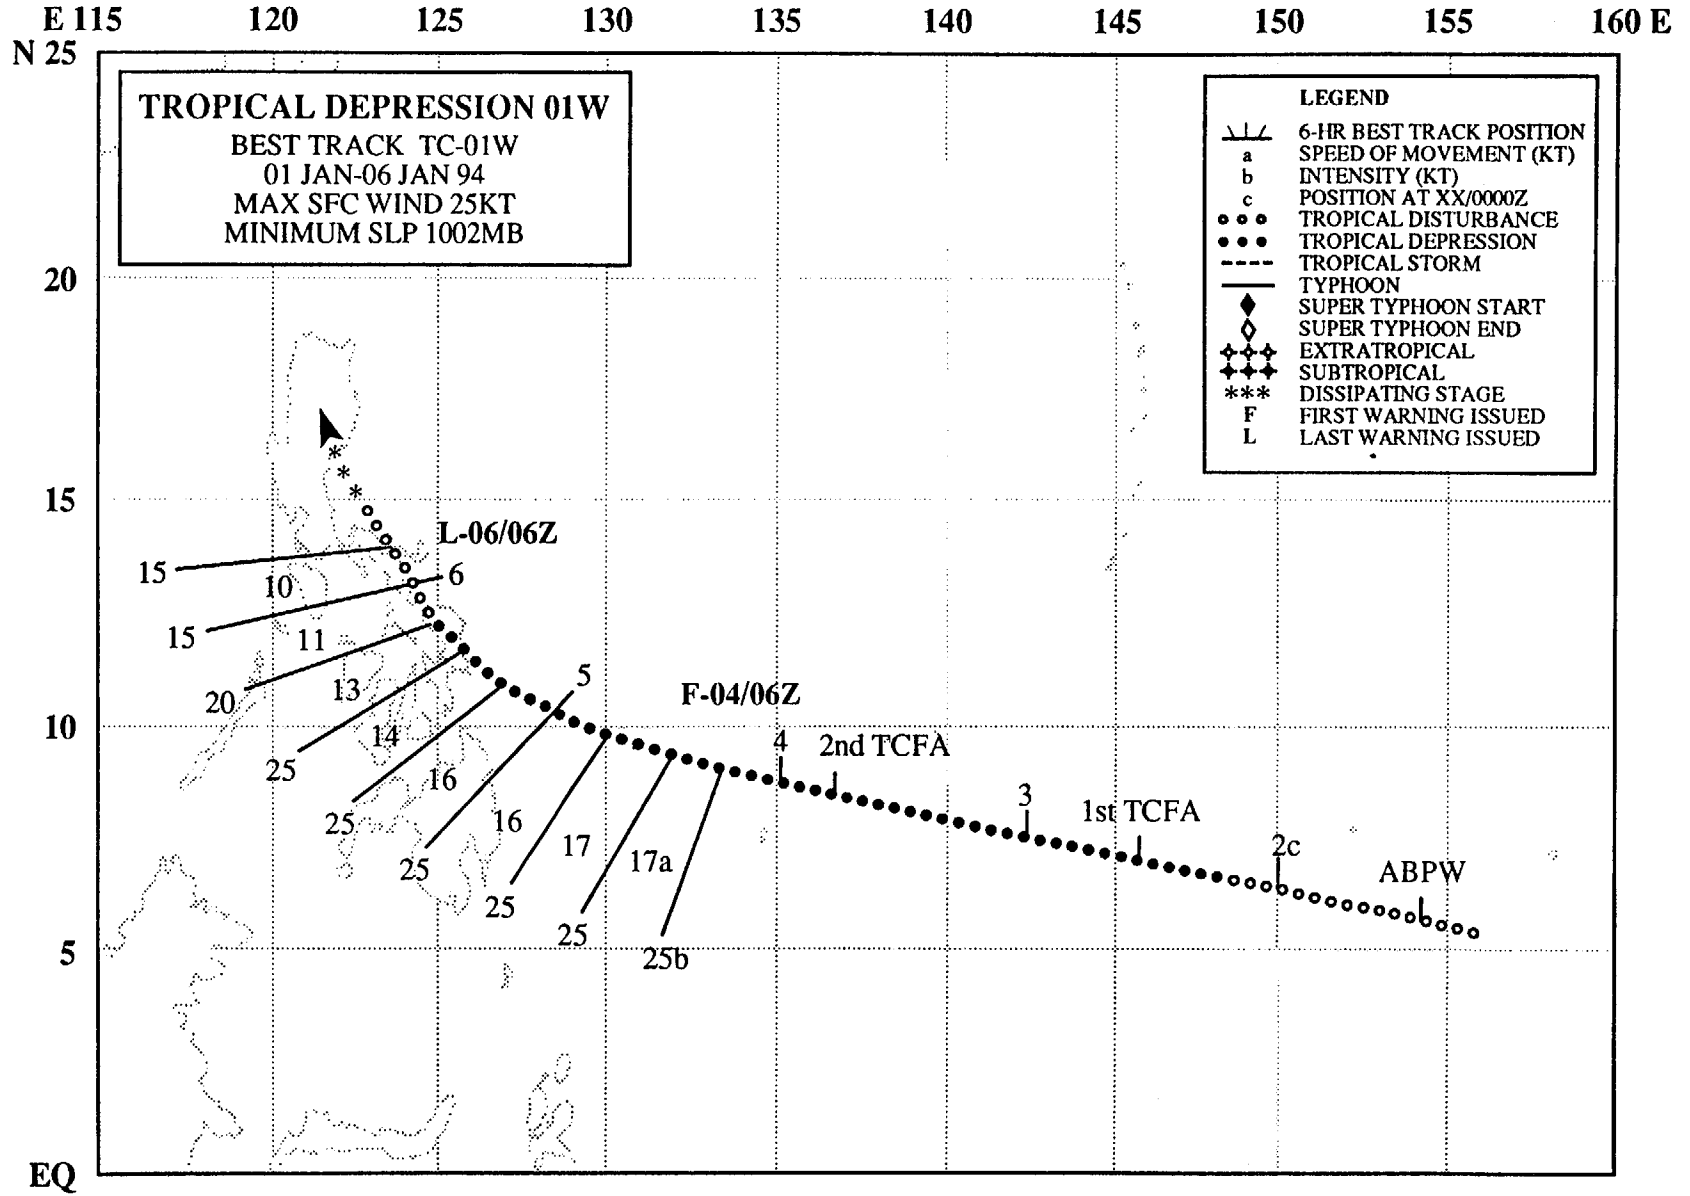 E 115 120 125 130 135 140 145 150 155 160 E
N 25
TROPICAL DEPRESSION 01W
BEST TRACK TC-01W
01 JAN-06 JAN 94
MAX SFC WIND 25KT
MINIMUM SLP 1002MB
LEGEND
6-HR BEST TRACK POSITION
a SPEED OF MOVEMENT (KT)
b INTENSITY (KT)
c POSITION AT XX/0000Z
TROPICAL DISTURBANCE
TROPICAL DEPRESSION
TROPICAL STORM
TYPHOON
SUPER TYPHOON START
SUPER TYPHOON END
EXTRATROPICAL
SUBTROPICAL
*** DISSIPATING STAGE
F FIRST WARNING ISSUED
L LAST WARNING ISSUED
20
15
L-06/06Z
15
10
6
15
11
20
13
5
F-04/06Z
10
14
25
4
2nd TCFA
16
3
1st TCFA
25
16
17
17a
2c
ABPW
25
25
25
25b
5
EQ